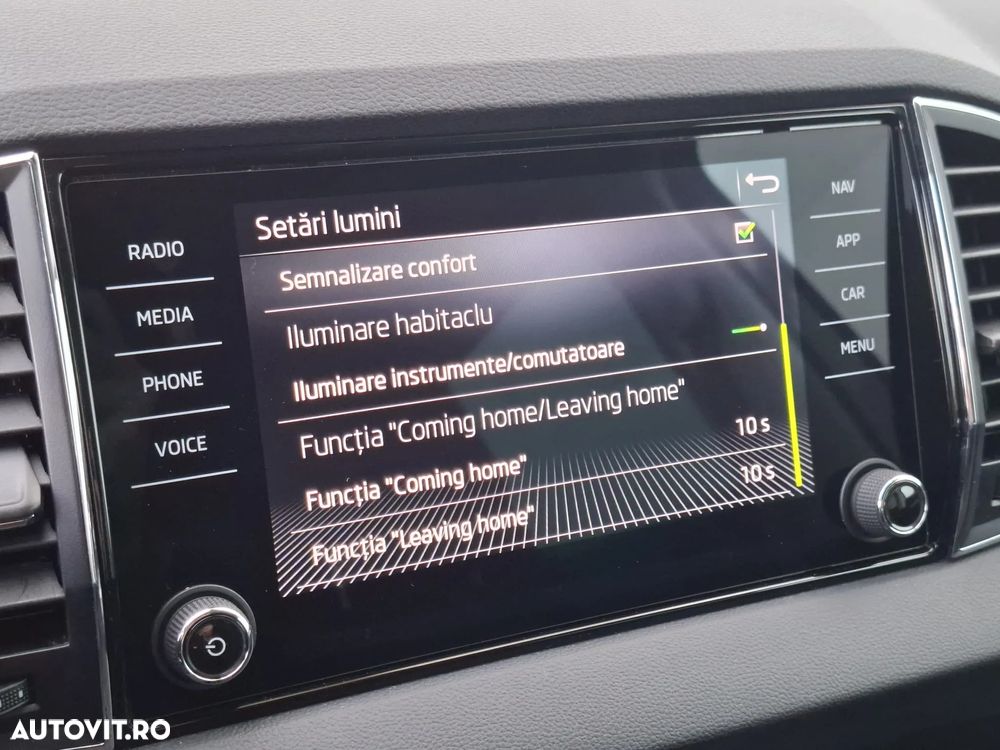 RADIO
MEDIA
PHONE
VOICE
Setări lumini
Semnalizare confort
Iluminare habitaclu
Iluminare instrumente/comutatoare
Funcția "Coming home/Leaving home"
Funcția "Coming home" 10 s
Funcția "Leaving home" 10 s
NAV
APP
CAR
MENU
AUTOVIT.RO